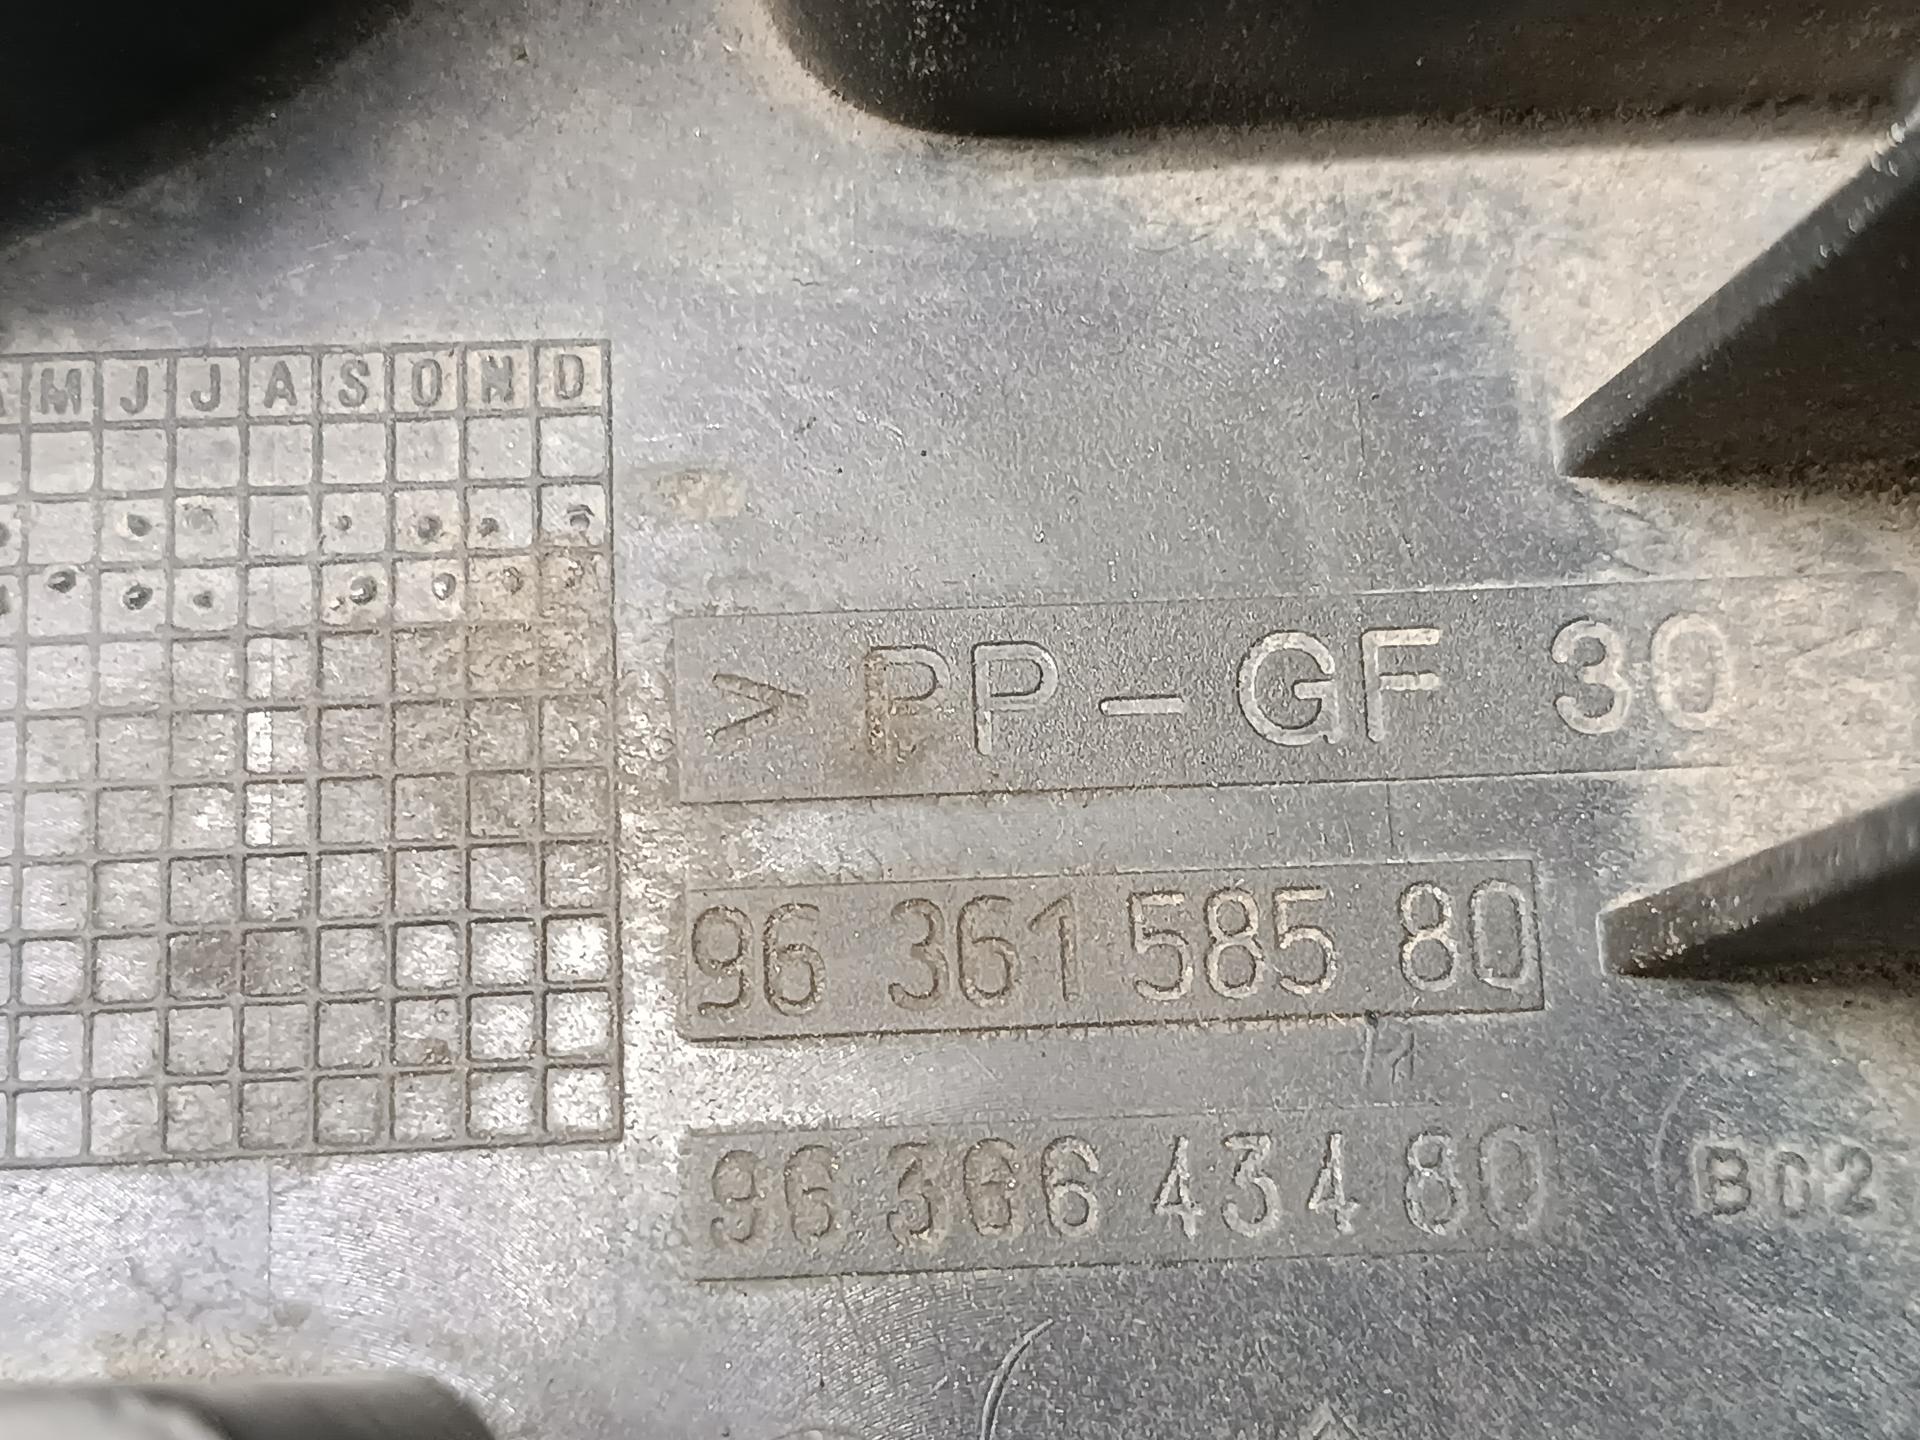 M J J A S O N D
> PP-GF 30 <
96 361 585 80
96 366 434 80
B02